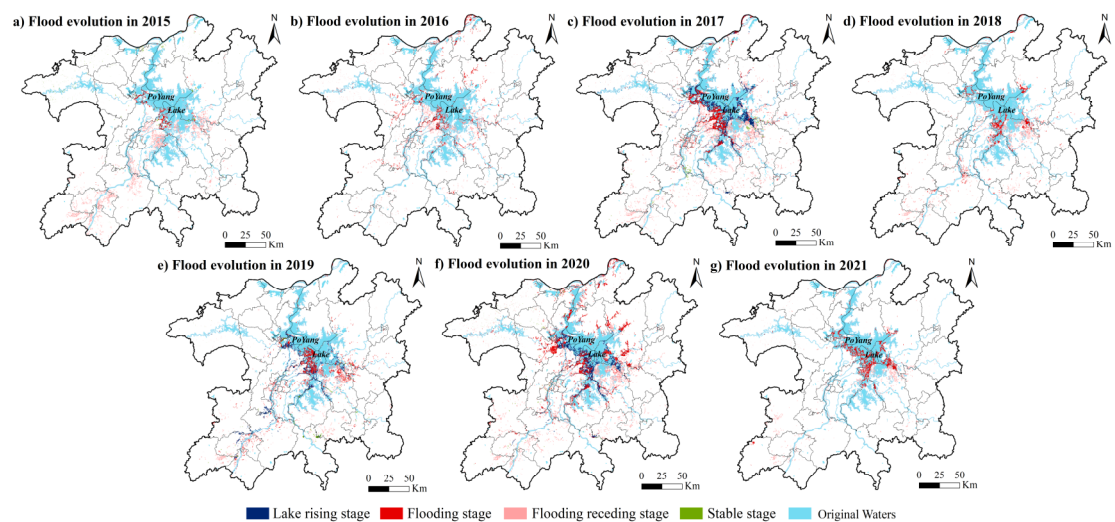 a) Flood evolution in 2015
N
PoYang
Lake
0 25 50
Km
b) Flood evolution in 2016
N
PoYang
Lake
0 25 50
Km
c) Flood evolution in 2017
N
PoYang
Lake
0 25 50
Km
d) Flood evolution in 2018
N
PoYang
Lake
0 25 50
Km
e) Flood evolution in 2019
N
PoYang
Lake
0 25 50
Km
f) Flood evolution in 2020
N
PoYang
Lake
0 25 50
Km
g) Flood evolution in 2021
N
PoYang
Lake
0 25 50
Km
Lake rising stage Flooding stage Flooding receding stage Stable stage Original Waters